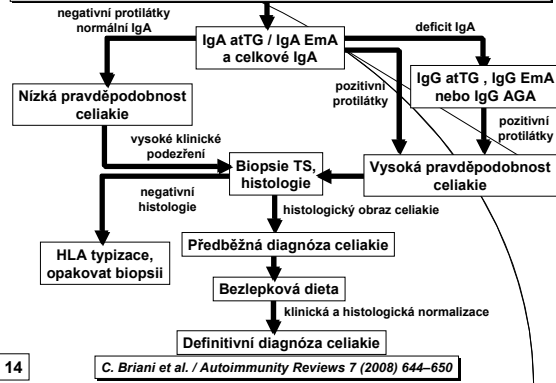 negativní protilátky
normální IgA
IgA atTG / IgA EmA
a celkové IgA
deficit IgA
IgG atTG , IgG EmA
nebo IgG AGA
pozitivní
protilátky
pozitivní
protilátky
Nízká pravděpodobnost
celiakie
vysoké klinické
podezření
Biopsie TS,
histologie
Vysoká pravděpodobnost
celiakie
negativní
histologie
histologický obraz celiakie
HLA typizace,
opakovat biopsii
Předběžná diagnóza celiakie
Bezlepková dieta
klinická a histologická normalizace
Definitivní diagnóza celiakie
14
C. Briani et al. / Autoimmunity Reviews 7 (2008) 644–650